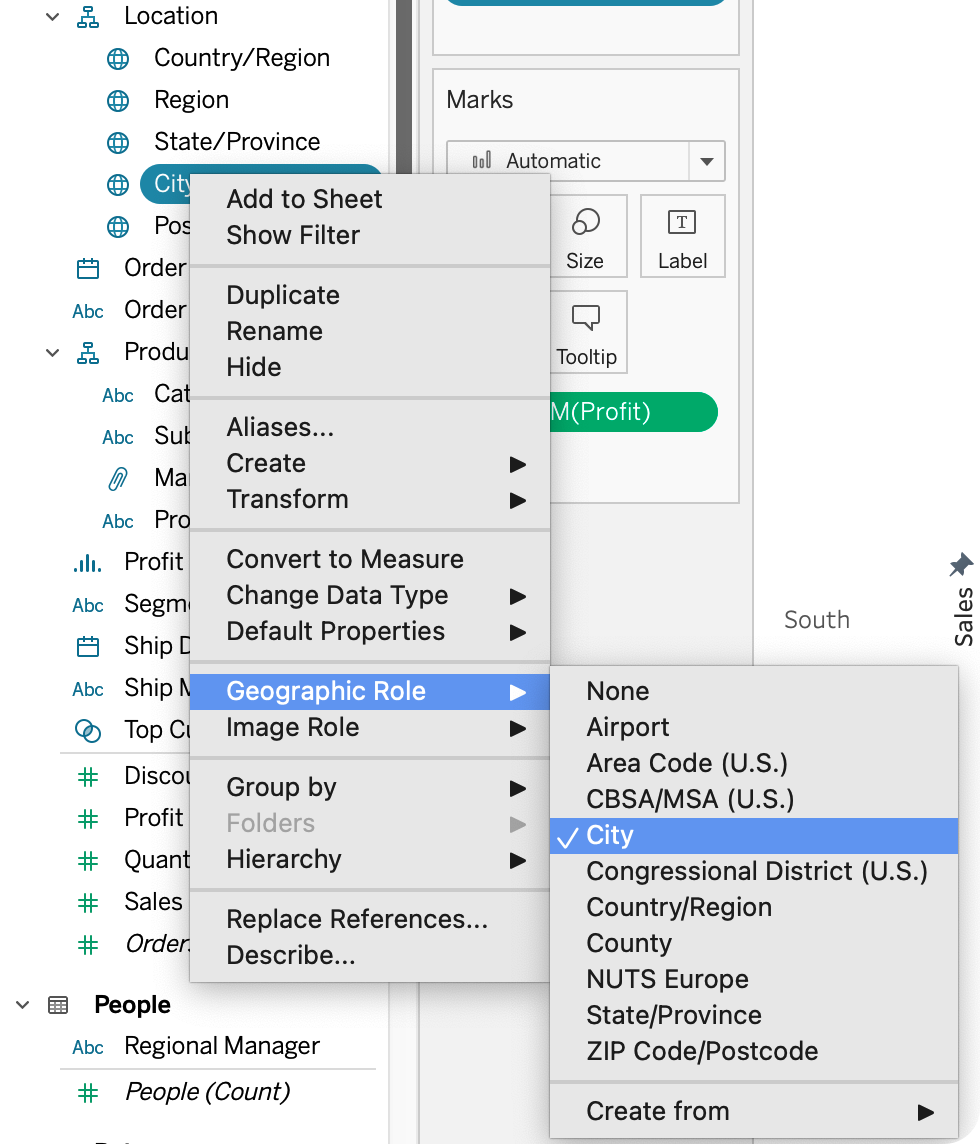 Location
Country/Region
Region
State/Province
City
Pos
Order
Abc Order
Produ
Abc Cat
Abc Sub
Ma
Abc Pro
Profit
Abc Segme
Ship D
Abc Ship M
Top Cu
Discou
Profit
Quant
Sales
Orders
People
Abc Regional Manager
People (Count)
Marks
Automatic
Size
T
Label
Tooltip
M(Profit)
South
Sales
Add to Sheet
Show Filter
Duplicate
Rename
Hide
Aliases...
Create
Transform
Convert to Measure
Change Data Type
Default Properties
Geographic Role
Image Role
Group by
Folders
Hierarchy
Replace References...
Describe...
None
Airport
Area Code (U.S.)
CBSA/MSA (U.S.)
City
Congressional District (U.S.)
Country/Region
County
NUTS Europe
State/Province
ZIP Code/Postcode
Create from